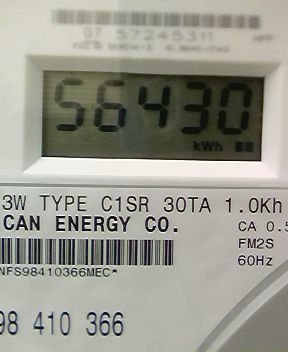 07 57245311
56430
kWh
3W TYPE C1SR 30TA 1.0Kh
CAN ENERGY CO.
CA 0.5
FM2S
NFS98410366MEC*
60Hz
98 410 366